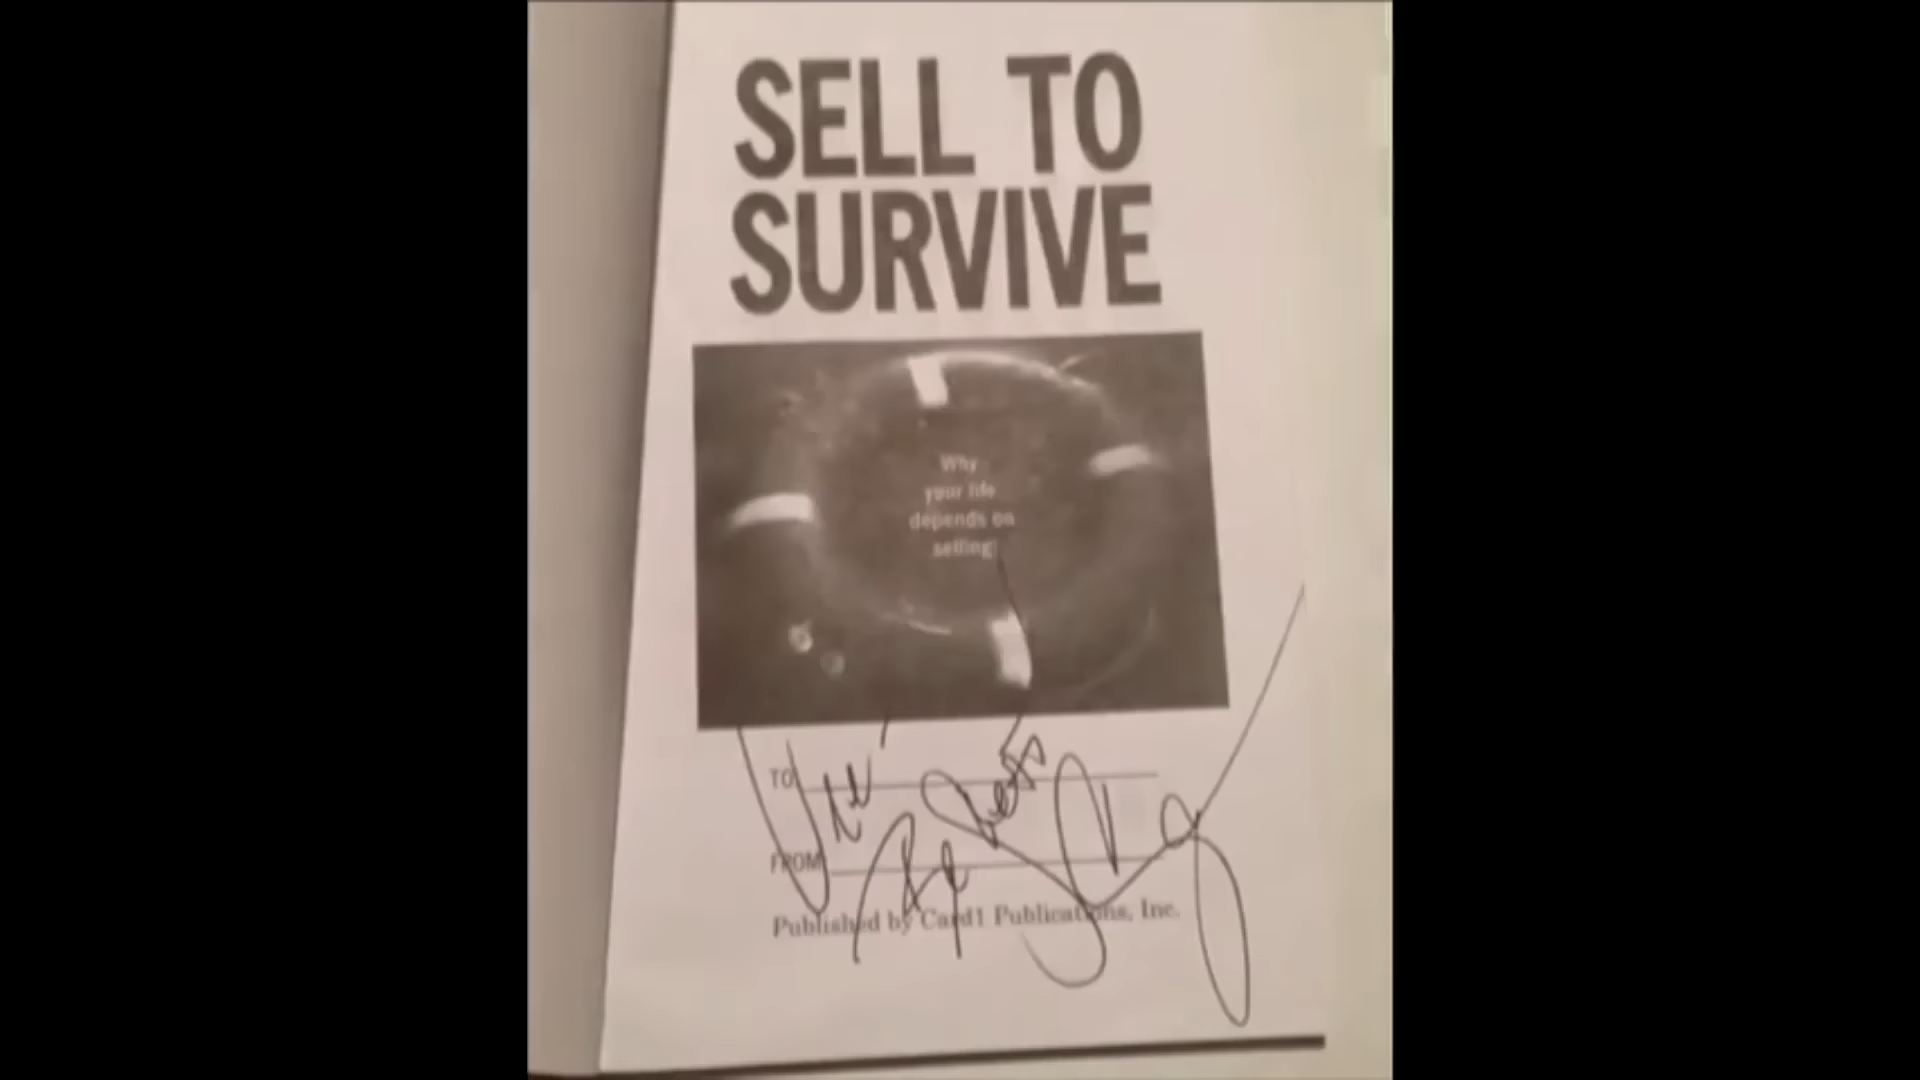 SELL TO
SURVIVE
Why
your life
depends on
selling!
TO
FROM
Published by Card1 Publications, Inc.